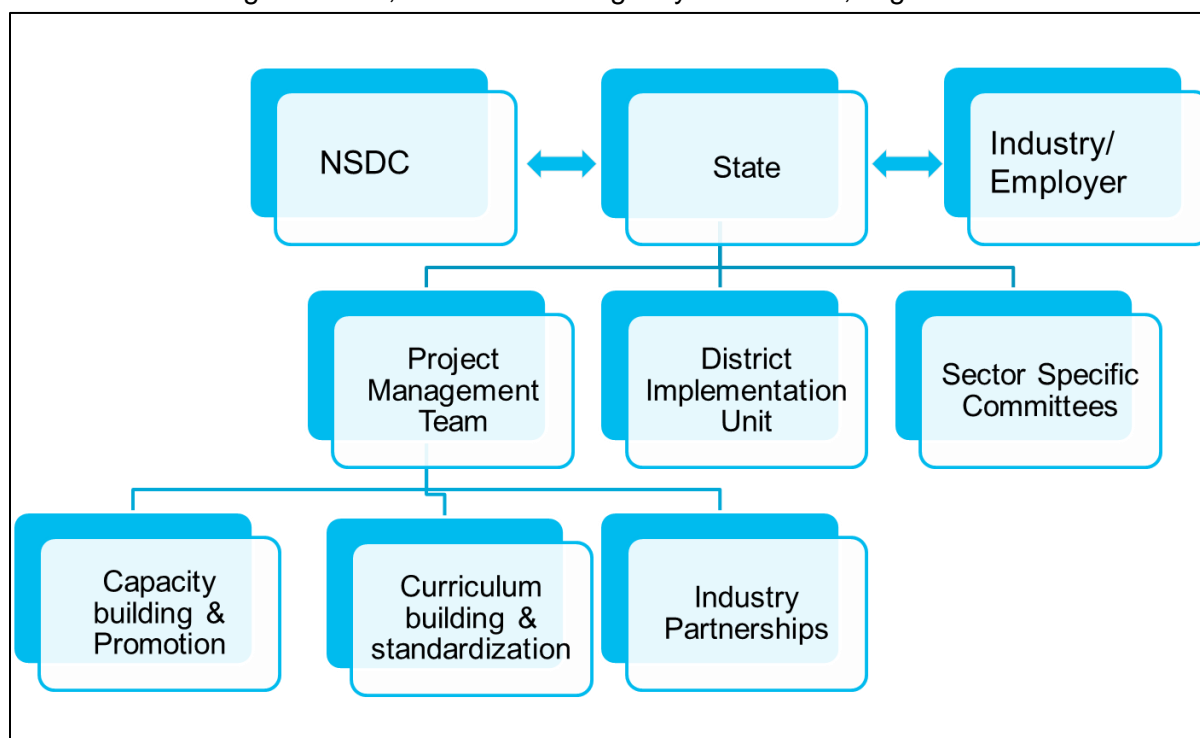 NSDC
State
Industry/
Employer
Project
Management
Team
District
Implementation
Unit
Sector Specific
Committees
Capacity
building &
Promotion
Curriculum
building &
standardization
Industry
Partnerships